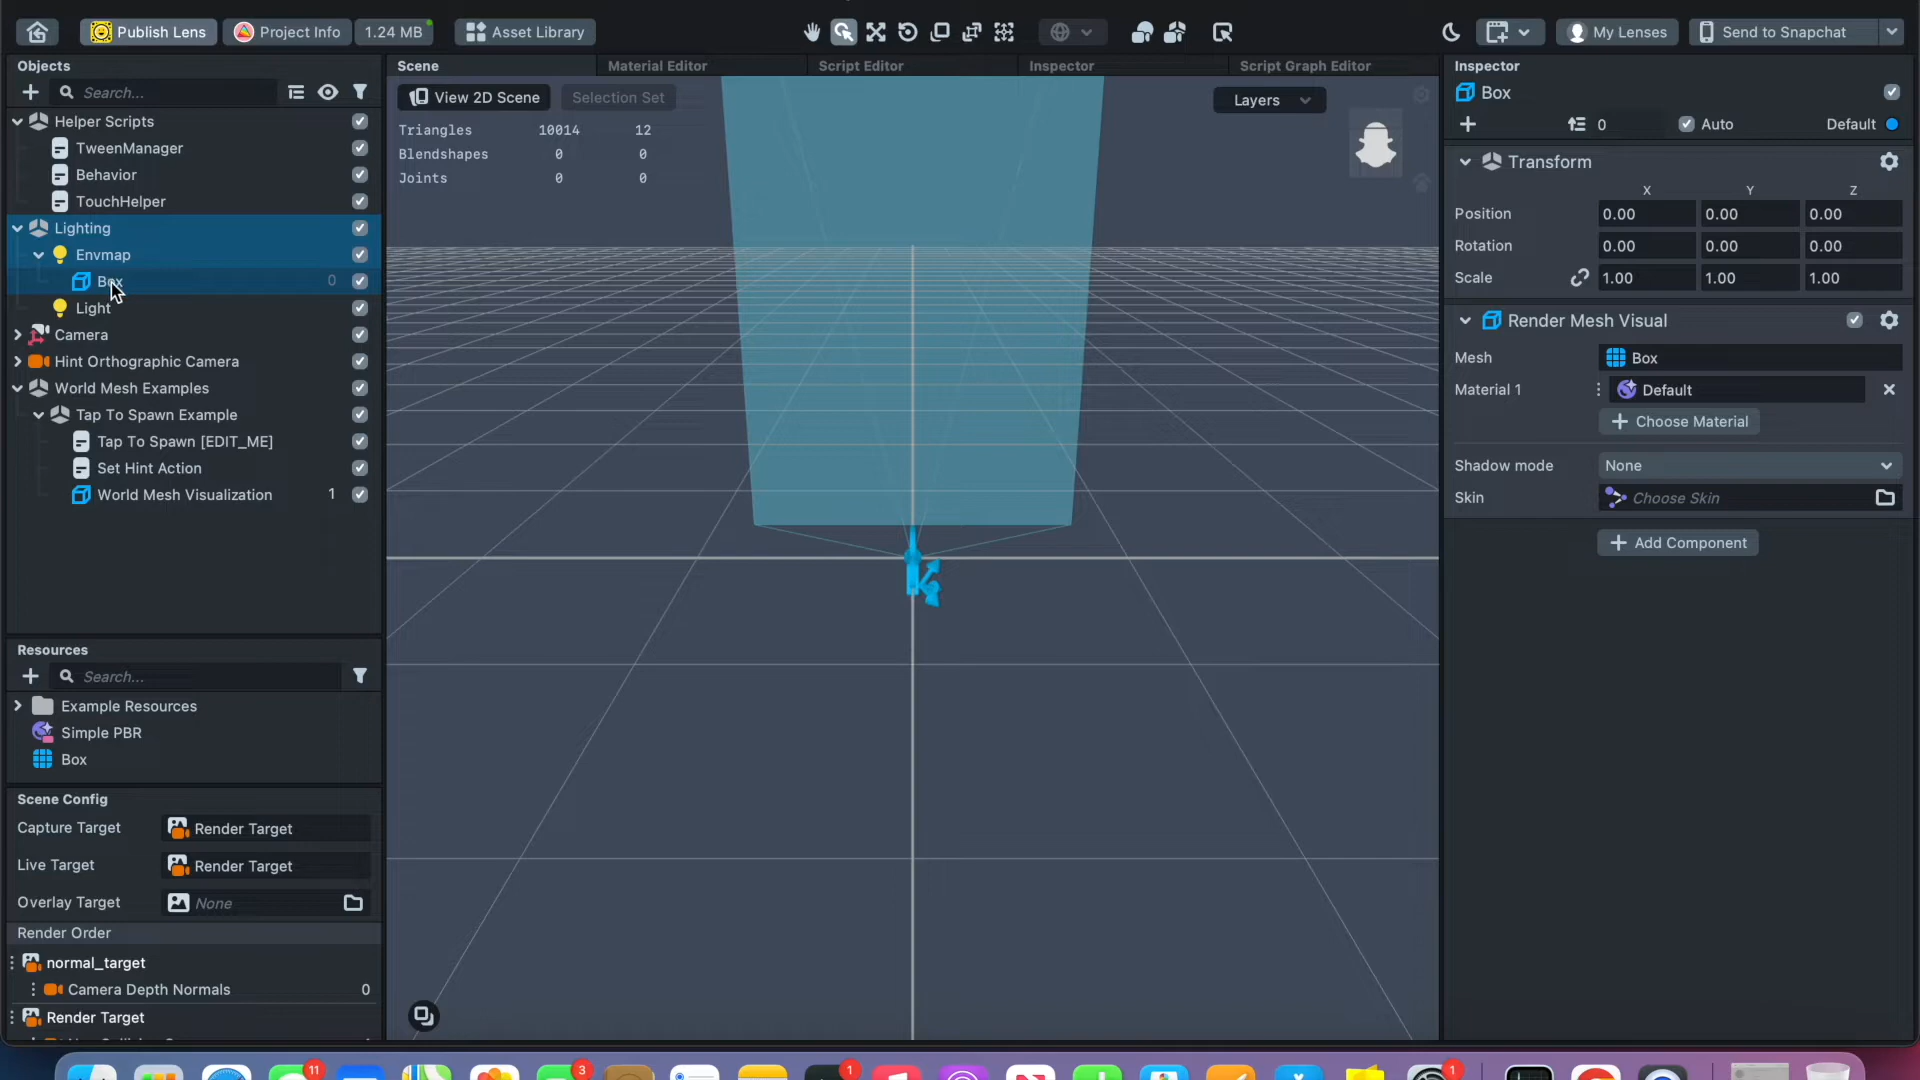 Publish Lens
Project Info
1.24 MB
Asset Library
My Lenses
Send to Snapchat
Objects
Search...
Helper Scripts
TweenManager
Behavior
TouchHelper
Lighting
Envmap
Box 0
Light
Camera
Hint Orthographic Camera
World Mesh Examples
Tap To Spawn Example
Tap To Spawn [EDIT_ME]
Set Hint Action
World Mesh Visualization 1
Resources
Search...
Example Resources
Simple PBR
Box
Scene Config
Capture Target Render Target
Live Target Render Target
Overlay Target None
Render Order
normal_target
Camera Depth Normals 0
Render Target
Scene Material Editor Script Editor Inspector Script Graph Editor
View 2D Scene Selection Set
Layers
Triangles 10014 12
Blendshapes 0 0
Joints 0 0
Inspector
Box
0 Auto Default
Transform
X Y Z
Position 0.00 0.00 0.00
Rotation 0.00 0.00 0.00
Scale 1.00 1.00 1.00
Render Mesh Visual
Mesh Box
Material 1 Default
Choose Material
Shadow mode None
Skin Choose Skin
Add Component
11
3
1
1